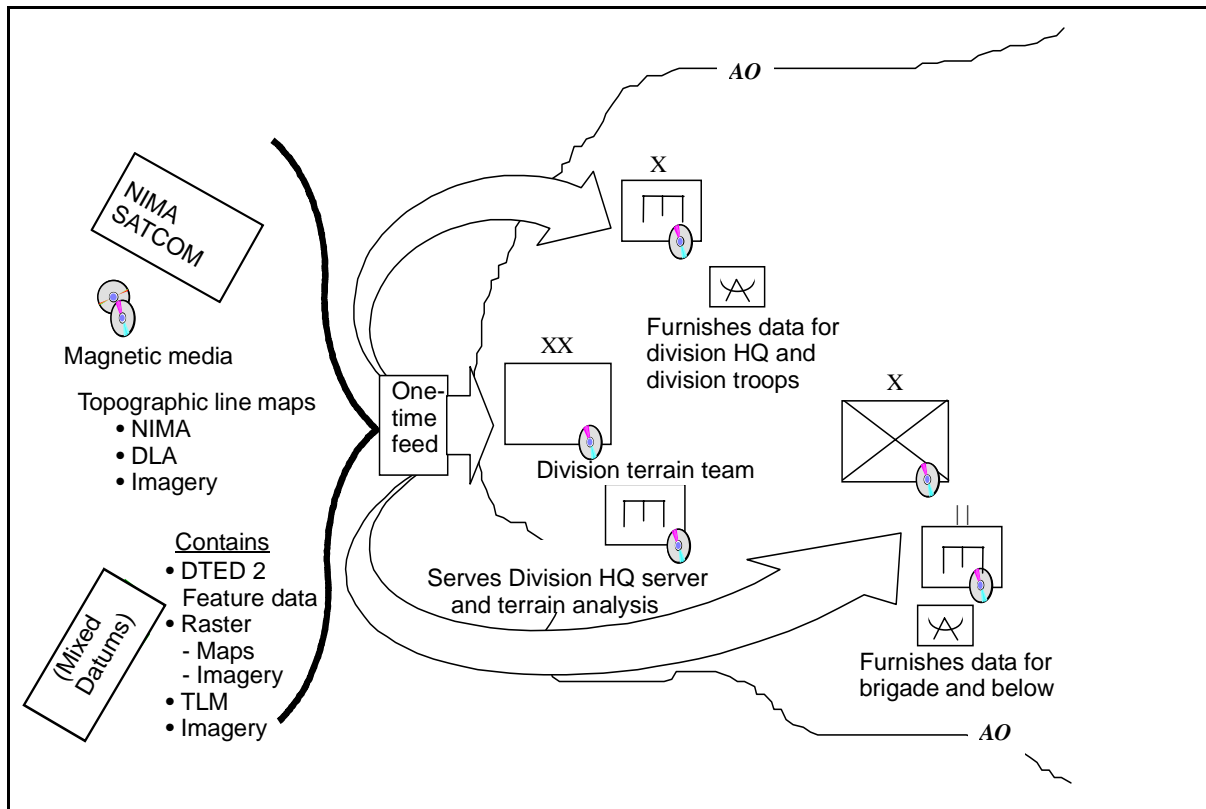 AO
X
NIMA
SATCOM
Magnetic media
Furnishes data for
division HQ and
division troops
XX
X
Topographic line maps
• NIMA
• DLA
• Imagery
One-
time
feed
Division terrain team
Contains
• DTED 2
Feature data
• Raster
- Maps
- Imagery
• TLM
• Imagery
(Mixed
Datums)
Serves Division HQ server
and terrain analysis
||
Furnishes data for
brigade and below
AO